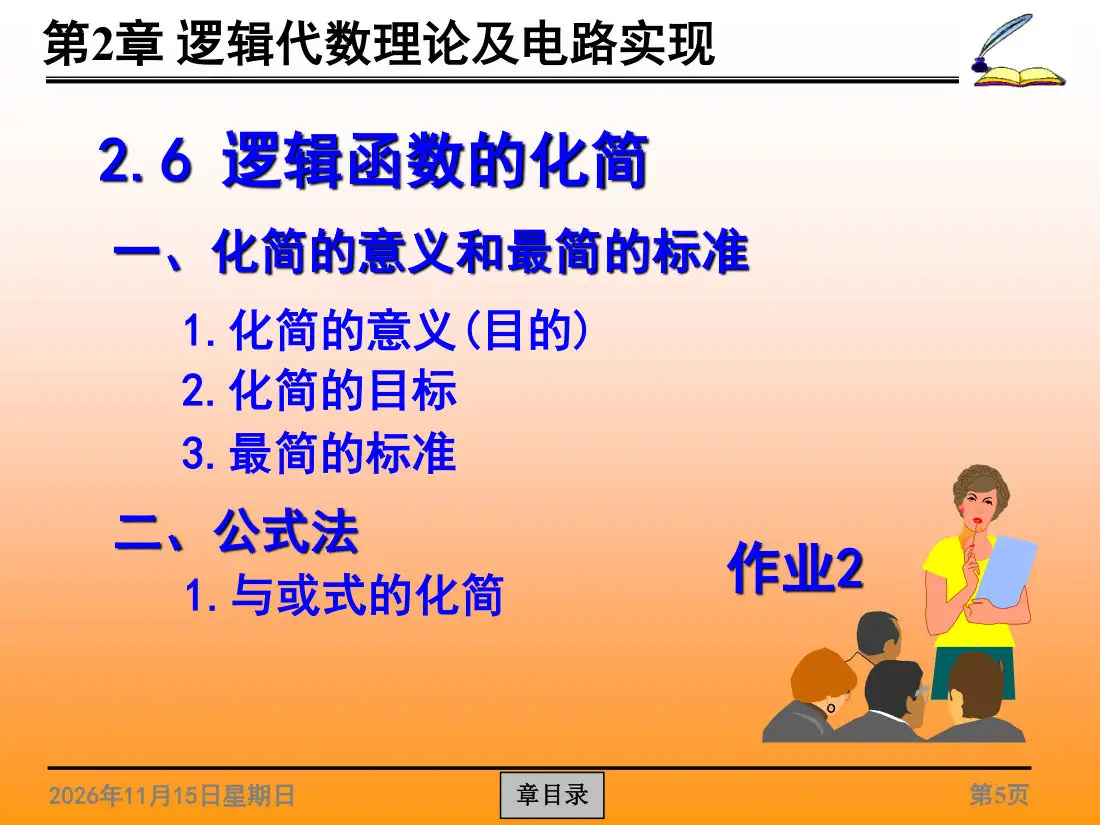 第2章 逻辑代数理论及电路实现
2.6 逻辑函数的化简
一、化简的意义和最简的标准
1.化简的意义(目的)
2.化简的目标
3.最简的标准
二、公式法
1.与或式的化简
作业2
2026年11月15日星期日
章目录
第5页